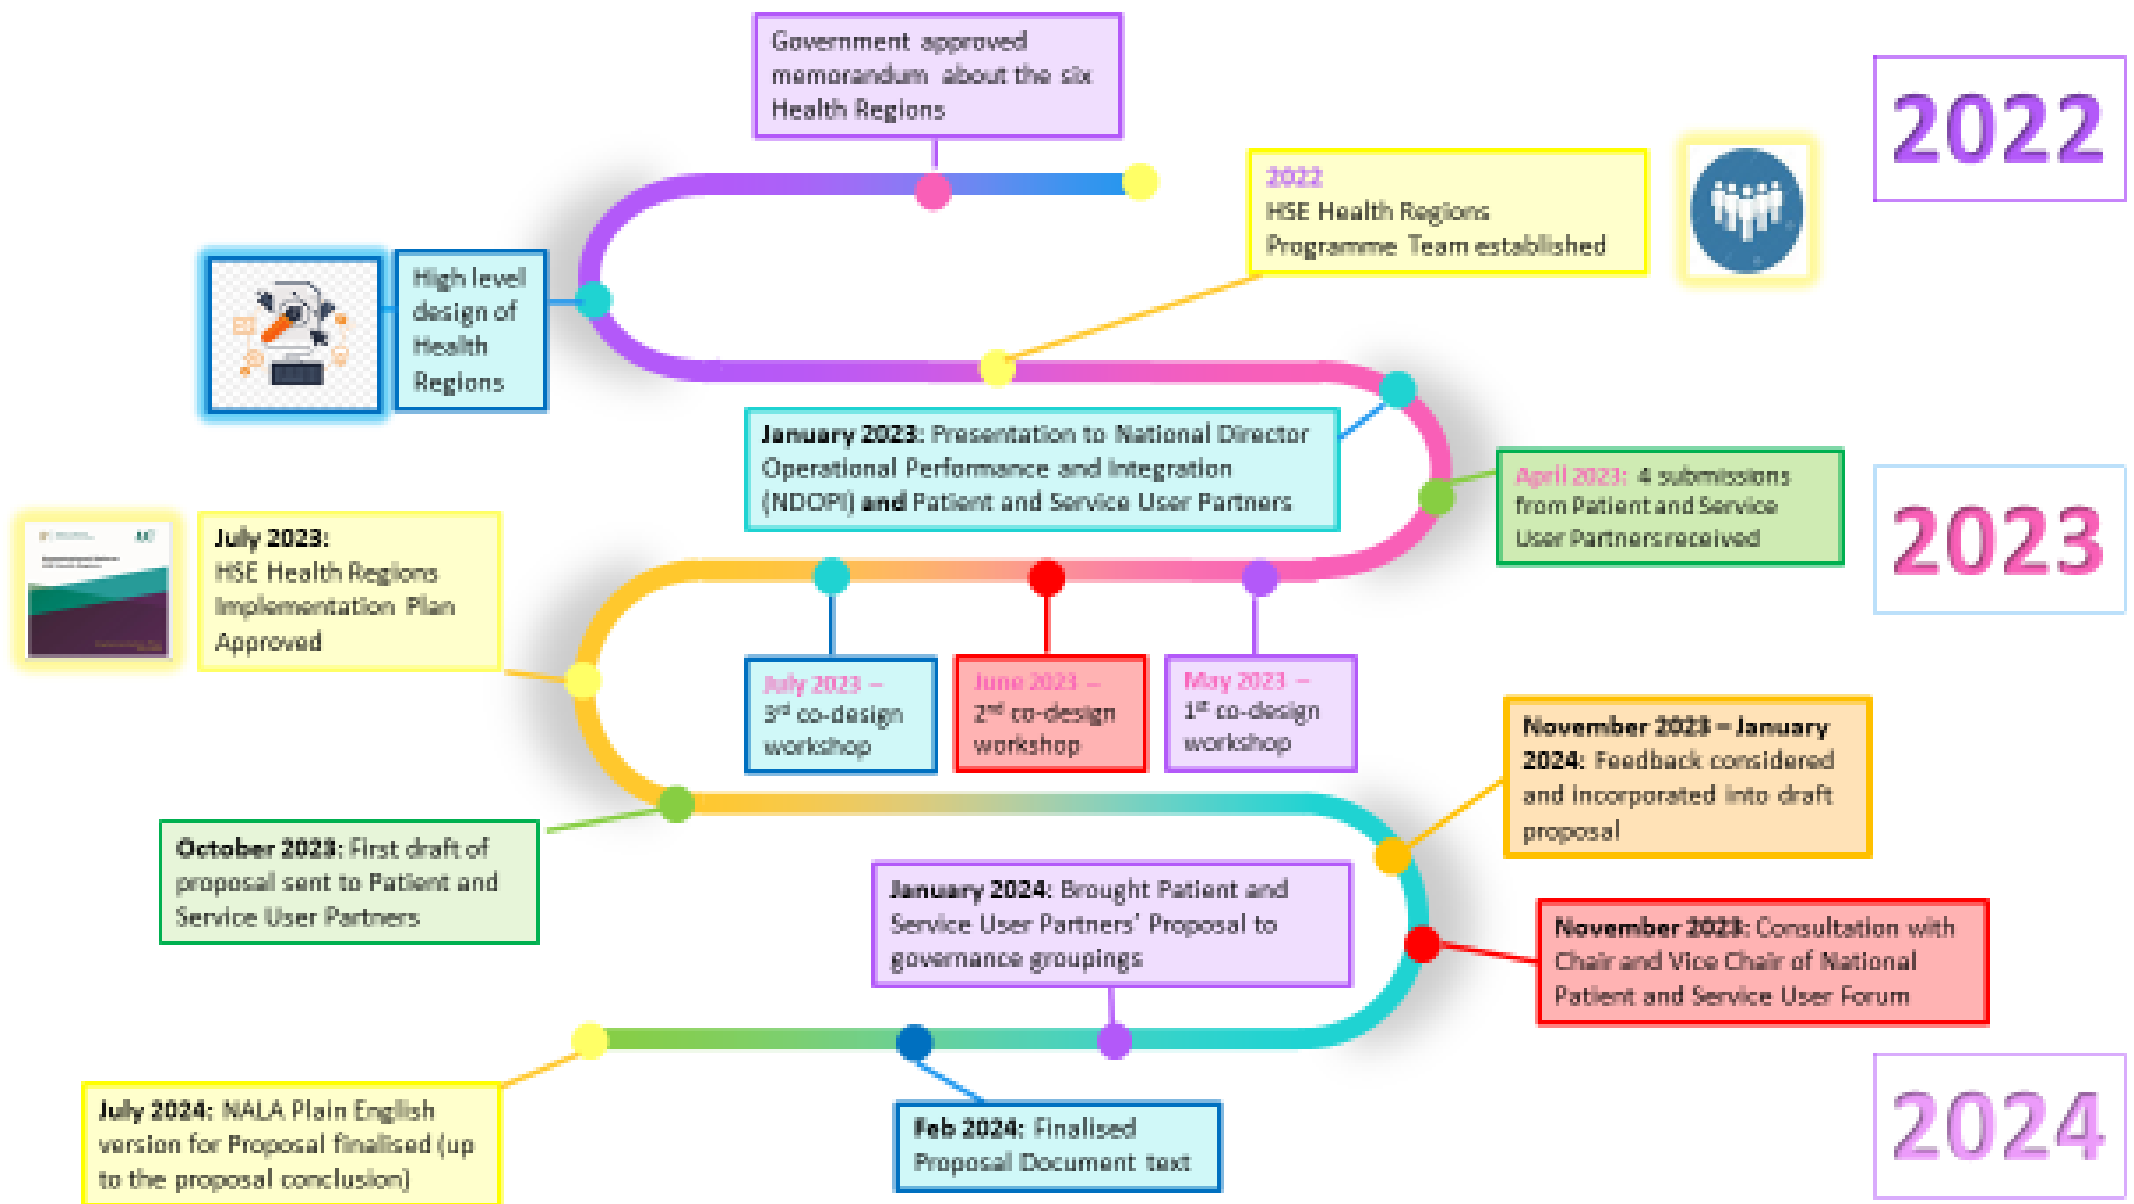 Government approved
memorandum about the six
Health Regions
2022
2022
HSE Health Regions
Programme Team established
High level
design of
Health
Regions
January 2023: Presentation to National Director
Operational Performance and Integration
(NDOPI) and Patient and Service User Partners
April 2023: 4 submissions
from Patient and Service
User Partners received
2023
July 2023:
HSE Health Regions
Implementation Plan
Approved
July 2023 –
3rd co-design
workshop
June 2023 –
2nd co-design
workshop
May 2023 –
1st co-design
workshop
November 2023 – January
2024: Feedback considered
and incorporated into draft
proposal
October 2023: First draft of
proposal sent to Patient and
Service User Partners
January 2024: Brought Patient and
Service User Partners' Proposal to
governance groupings
November 2023: Consultation with
Chair and Vice Chair of National
Patient and Service User Forum
July 2024: NALA Plain English
version for Proposal finalised (up
to the proposal conclusion)
Feb 2024: Finalised
Proposal Document text
2024